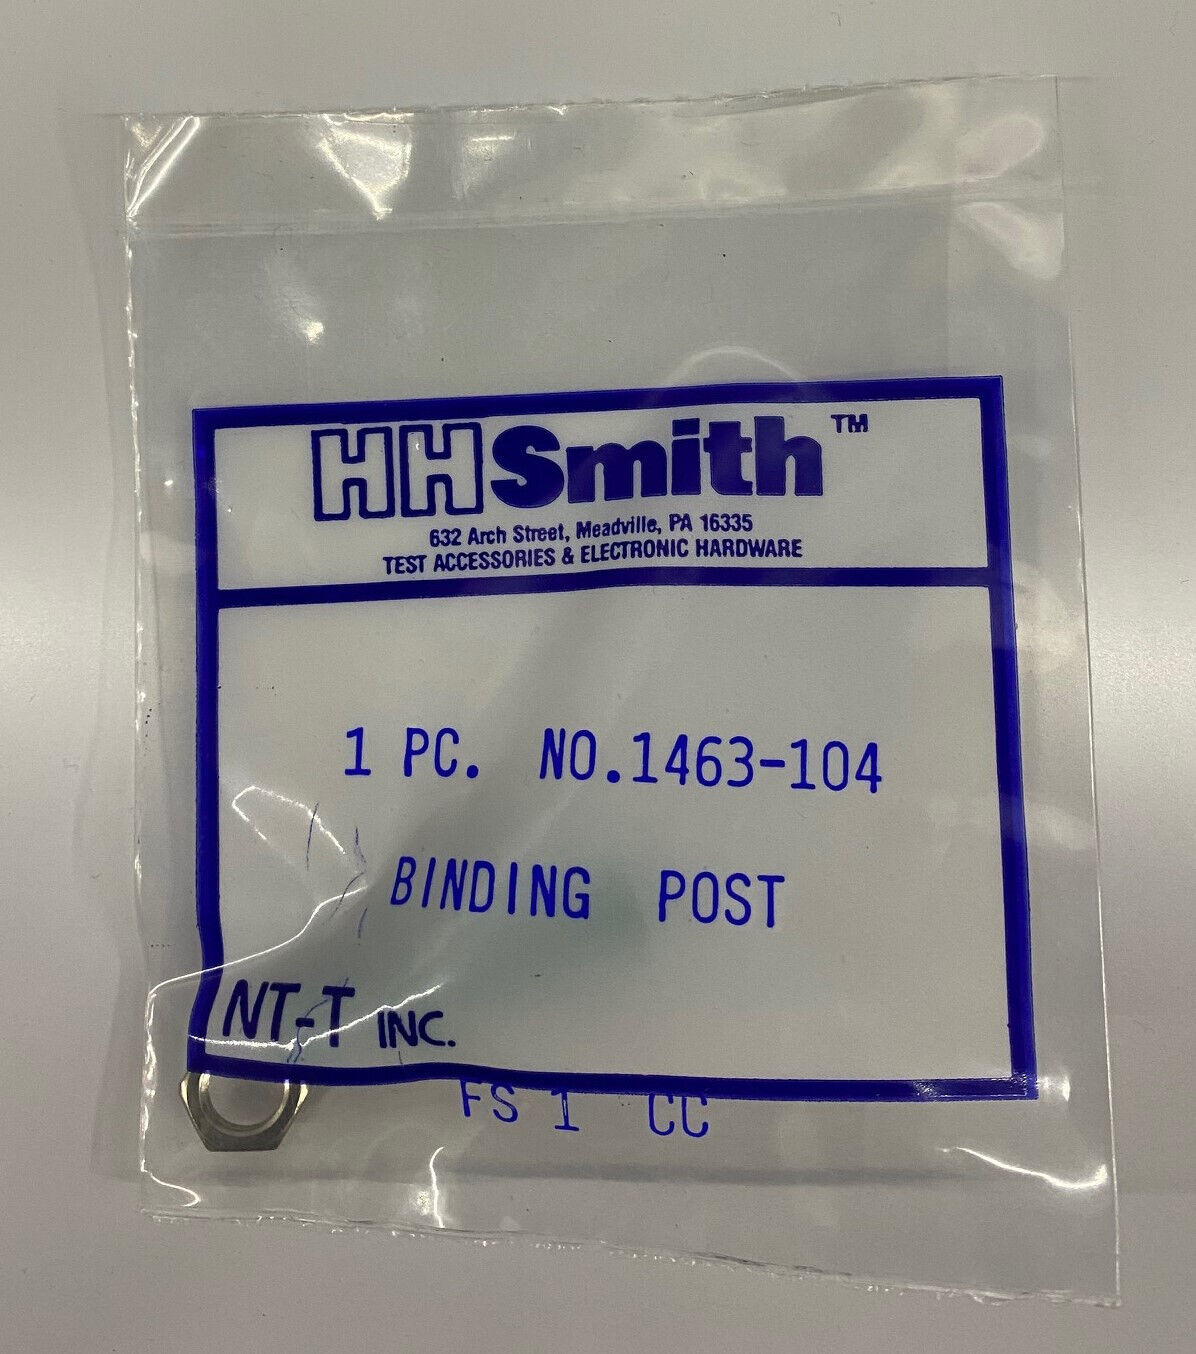 HHSmith™
632 Arch Street, Meadville, PA 16335
TEST ACCESSORIES & ELECTRONIC HARDWARE
1 PC. NO.1463-104
BINDING POST
NT-T INC.
FS 1 CC